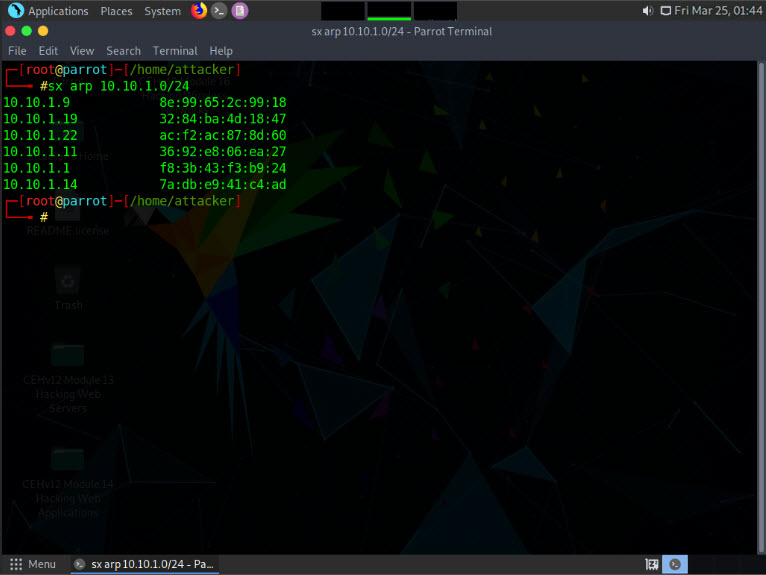 Applications Places System Fri Mar 25, 01:44
sx arp 10.10.1.0/24 - Parrot Terminal
File Edit View Search Terminal Help
[root@parrot]-[/home/attacker]
#sx arp 10.10.1.0/24
10.10.1.9 8e:99:65:2c:99:18
10.10.1.19 32:84:ba:4d:18:47
10.10.1.22 ac:f2:ac:87:8d:60
10.10.1.11 36:92:e8:06:ea:27
10.10.1.1 f8:3b:43:f3:b9:24
10.10.1.14 7a:db:e9:41:c4:ad
[root@parrot]-[/home/attacker]
#
README.license
Trash
CEHv12 Module 13
Hacking Web
Servers
CEHv12 Module 14
Hacking Web
Applications
Menu sx arp 10.10.1.0/24 - Pa...